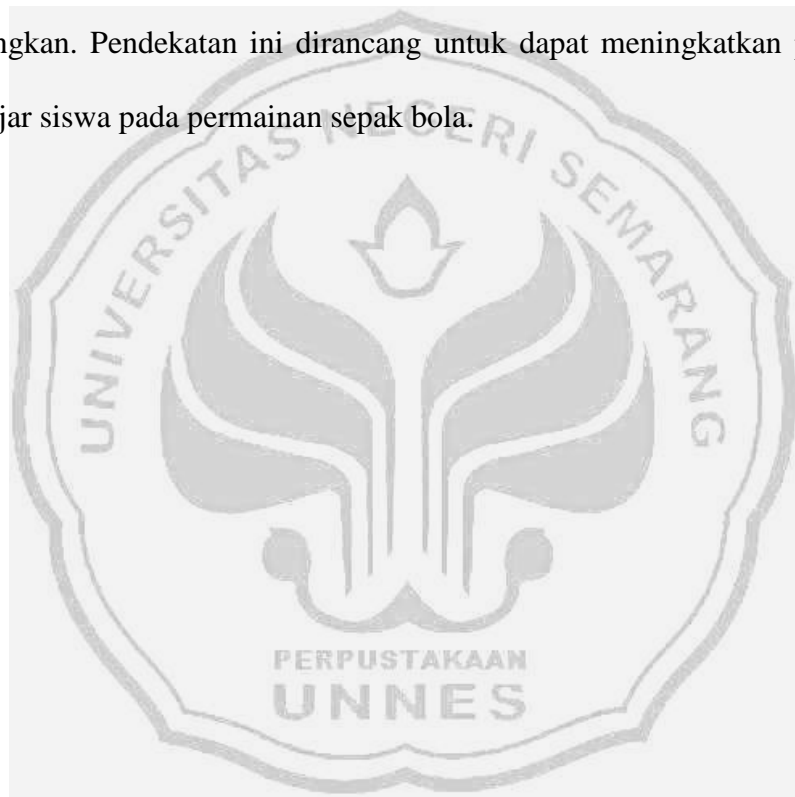 ngkan. Pendekatan ini dirancang untuk dapat meningkatkan
jar siswa pada permainan sepak bola.
UNIVERSITAS NEGERI SEMARANG
PERPUSTAKAAN
UNNES